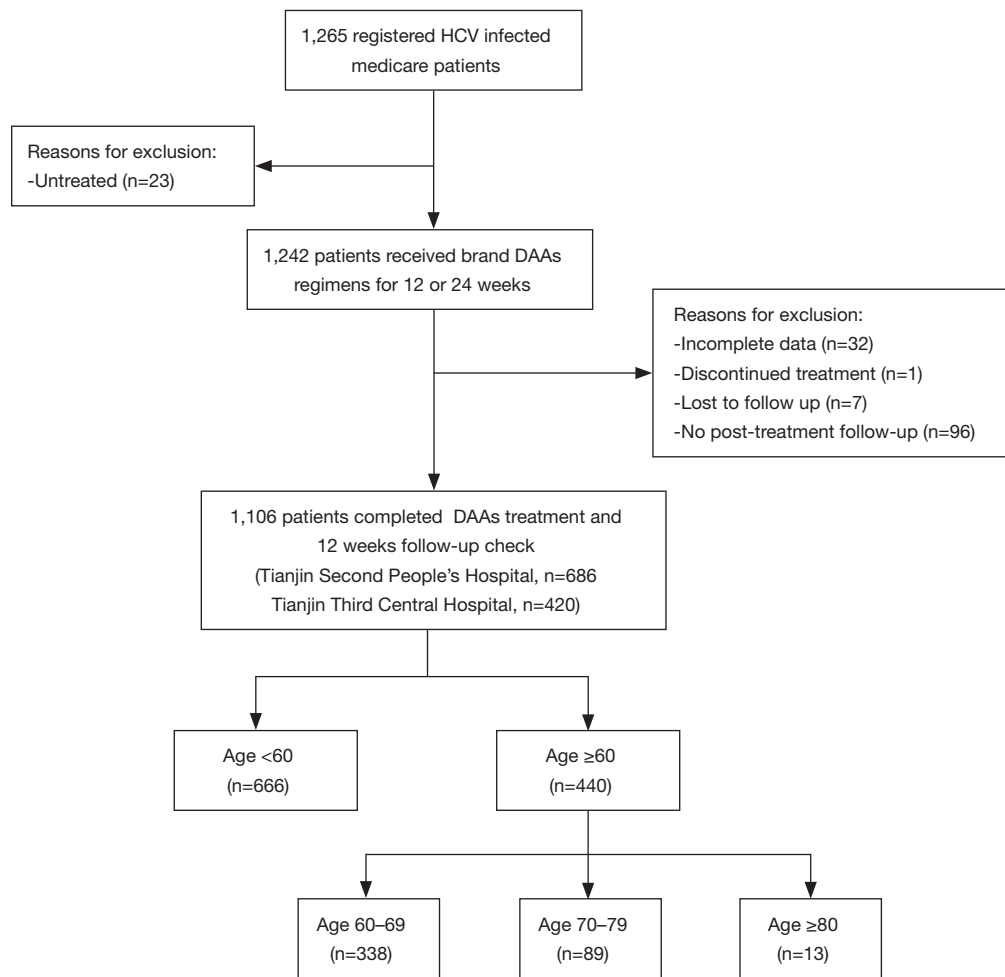 1,265 registered HCV infected
medicare patients
Reasons for exclusion:
-Untreated (n=23)
1,242 patients received brand DAAs
regimens for 12 or 24 weeks
Reasons for exclusion:
-Incomplete data (n=32)
-Discontinued treatment (n=1)
-Lost to follow up (n=7)
-No post-treatment follow-up (n=96)
1,106 patients completed DAAs treatment and
12 weeks follow-up check
(Tianjin Second People's Hospital, n=686
Tianjin Third Central Hospital, n=420)
Age <60
(n=666)
Age ≥60
(n=440)
Age 60–69
(n=338)
Age 70–79
(n=89)
Age ≥80
(n=13)